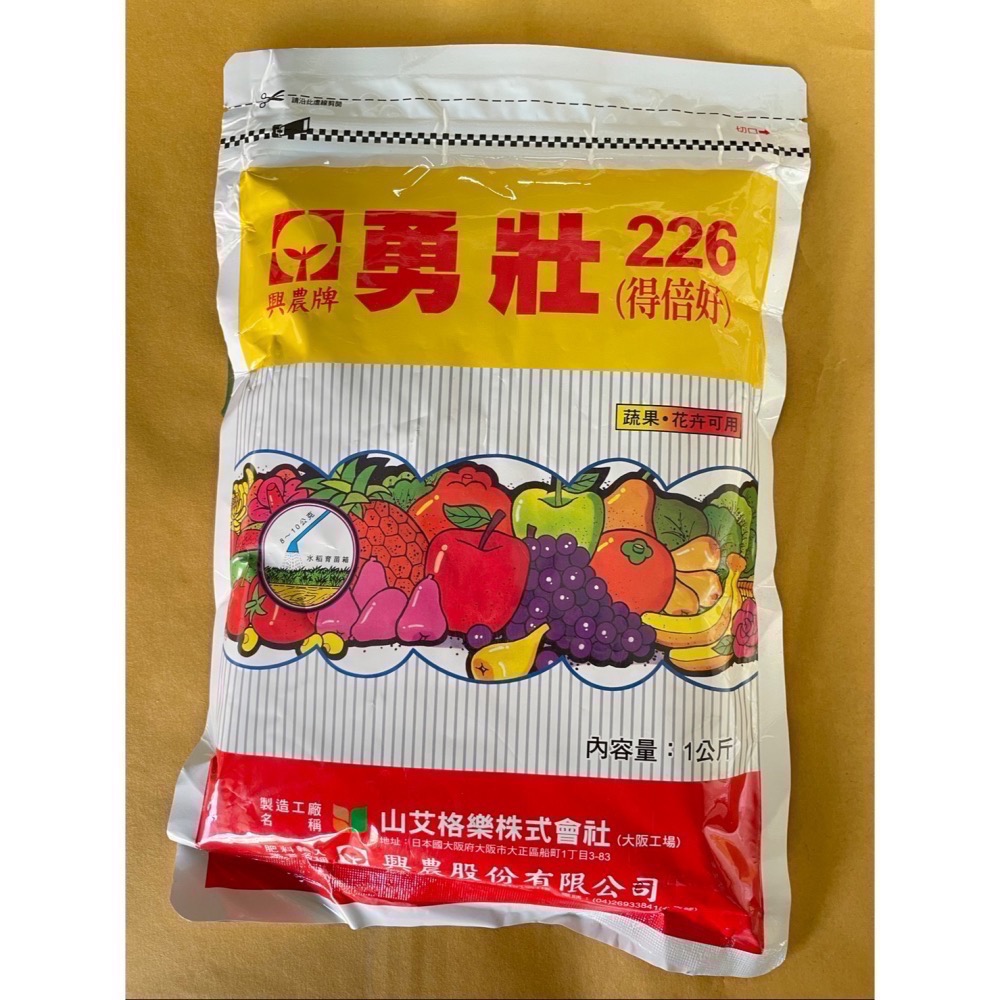 請沿此虛線剪開
切口
勇壯 226
興農牌
(得倍好)
蔬果•花卉可用
8～10公克
水稻育苗箱
內容量：1公斤
製造工廠
名稱
山艾格樂株式會社（大阪工場）
地址：(日本國大阪府大阪市大正區船町1丁目3-83
興農股份有限公司
(04)26933841